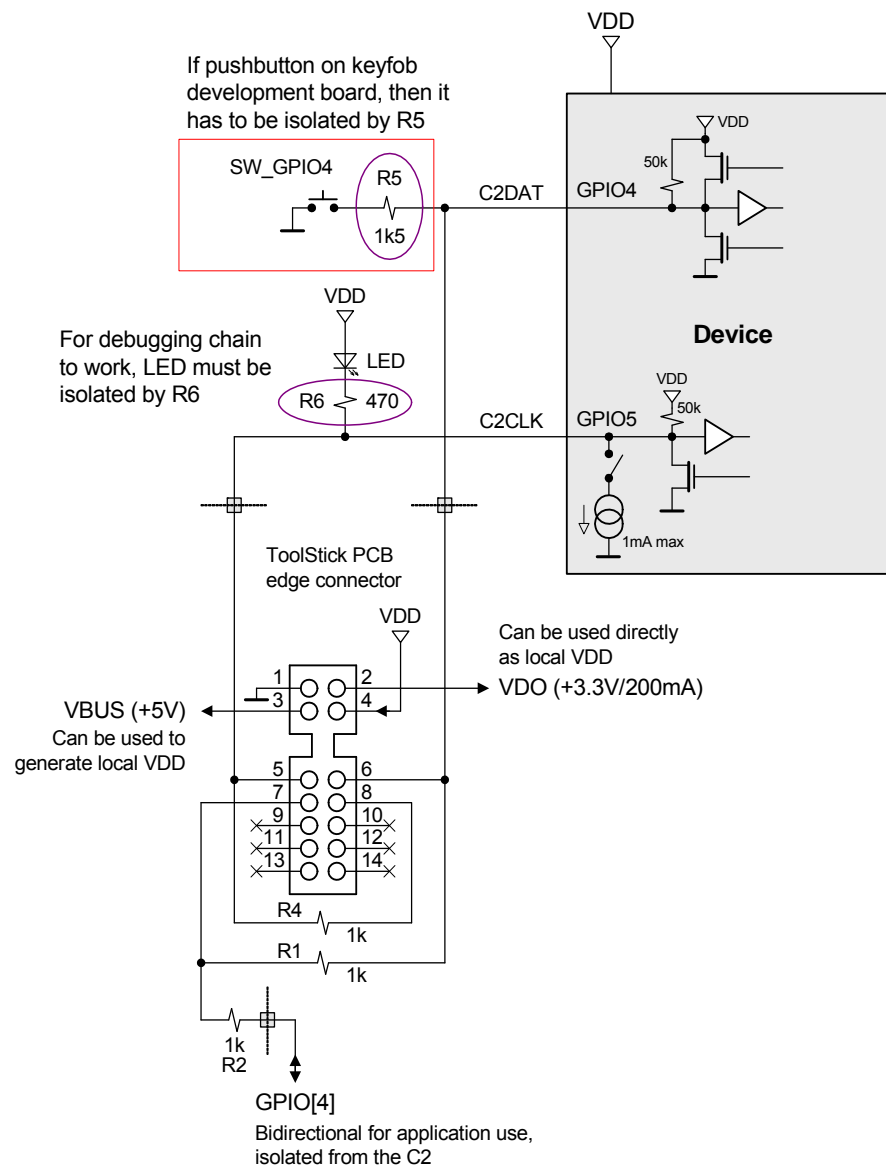 VDD
If pushbutton on keyfob
development board, then it
has to be isolated by R5
SW_GPIO4
R5
1k5
C2DAT
GPIO4
VDD
50k
Device
VDD
For debugging chain
to work, LED must be
isolated by R6
LED
R6
470
C2CLK
GPIO5
VDD
50k
1mA max
ToolStick PCB
edge connector
VDD
Can be used directly
as local VDD
VDO (+3.3V/200mA)
VBUS (+5V)
Can be used to
generate local VDD
1
2
3
4
5
6
7
8
9
10
11
12
13
14
R4
1k
R1
1k
1k
R2
GPIO[4]
Bidirectional for application use,
isolated from the C2